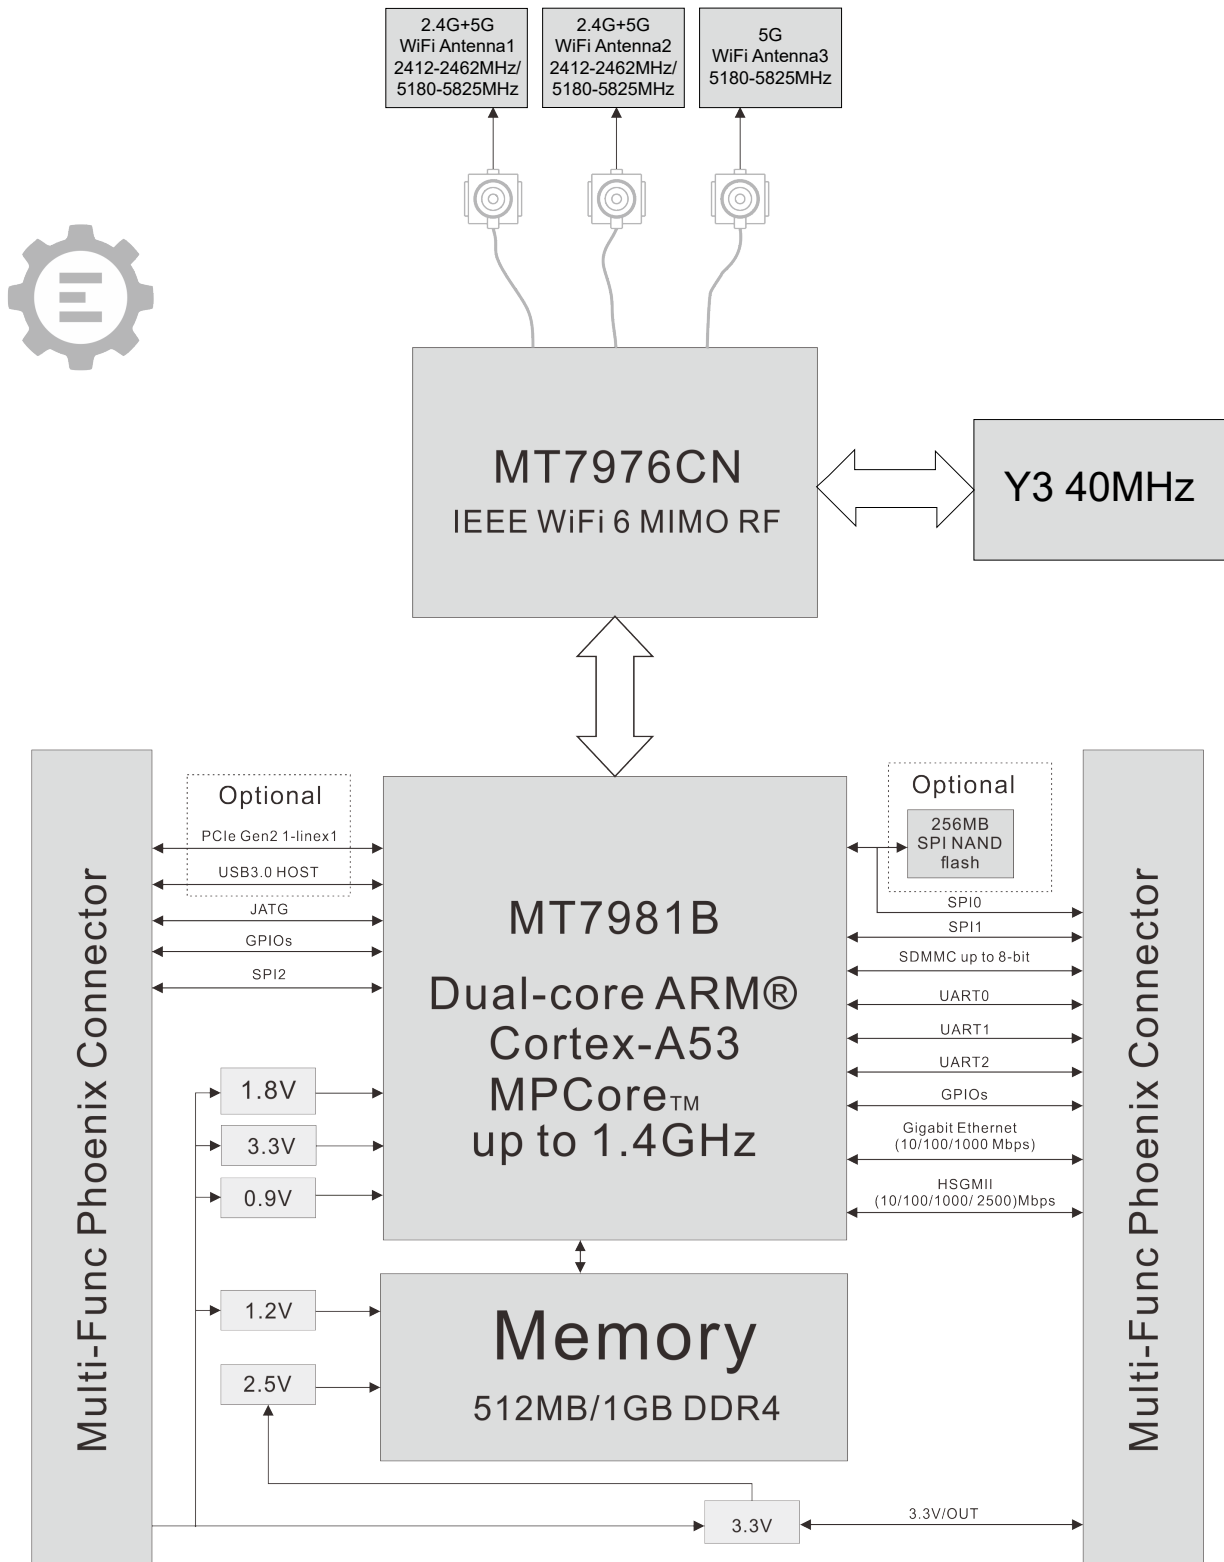 2.4G+5G
WiFi Antenna1
2412-2462MHz/
5180-5825MHz
2.4G+5G
WiFi Antenna2
2412-2462MHz/
5180-5825MHz
5G
WiFi Antenna3
5180-5825MHz
MT7976CN
IEEE WiFi 6 MIMO RF
Y3 40MHz
Multi-Func Phoenix Connector
Optional
PCIe Gen2 1-linex1
USB3.0 HOST
JATG
GPIOs
SPI2
1.8V
3.3V
0.9V
1.2V
2.5V
MT7981B
Dual-core ARM®
Cortex-A53
MPCore™
up to 1.4GHz
Memory
512MB/1GB DDR4
3.3V
Optional
256MB
SPI NAND
flash
SPI0
SPI1
SDMMC up to 8-bit
UART0
UART1
UART2
GPIOs
Gigabit Ethernet
(10/100/1000 Mbps)
HSGMII
(10/100/1000/ 2500)Mbps
3.3V/OUT
Multi-Func Phoenix Connector